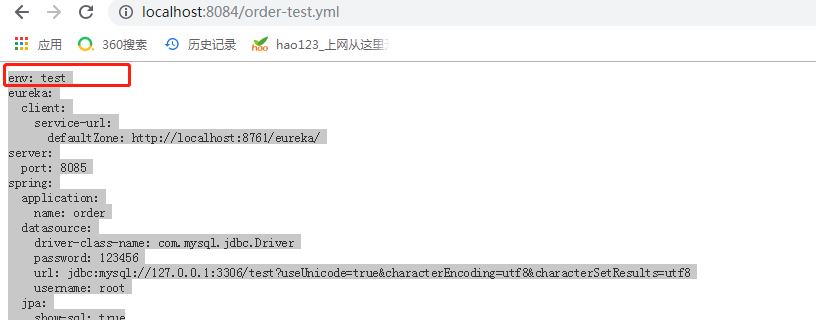 localhost:8084/order-test.yml
应用 360搜索 历史记录 hao123_上网从这里
env: test
eureka:
  client:
    service-url:
      defaultZone: http://localhost:8761/eureka/
server:
  port: 8085
spring:
  application:
    name: order
  datasource:
    driver-class-name: com.mysql.jdbc.Driver
    password: 123456
    url: jdbc:mysql://127.0.0.1:3306/test?useUnicode=true&characterEncoding=utf8&characterSetResults=utf8
    username: root
  jpa:
    show-sql: true